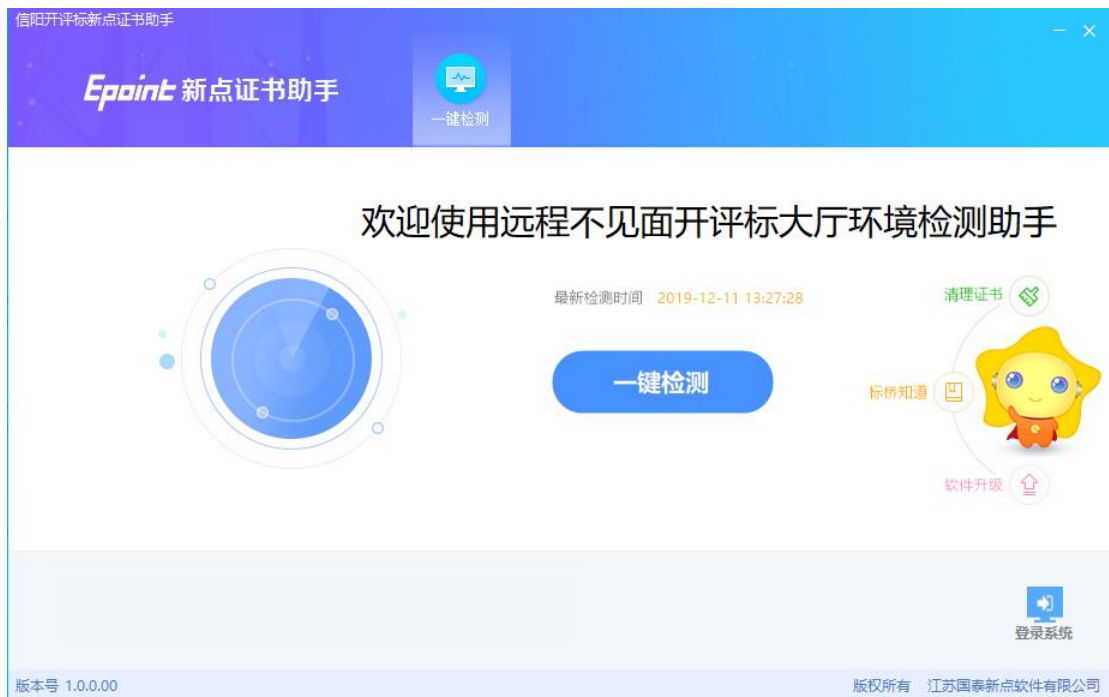 信阳开评标新点证书助手
Epoint 新点证书助手
一键检测
欢迎使用远程不见面开评标大厅环境检测助手
最新检测时间 2019-12-11 13:27:28
清理证书
一键检测
标桥知道
软件升级
登录系统
版本号 1.0.0.00
版权所有 江苏国泰新点软件有限公司